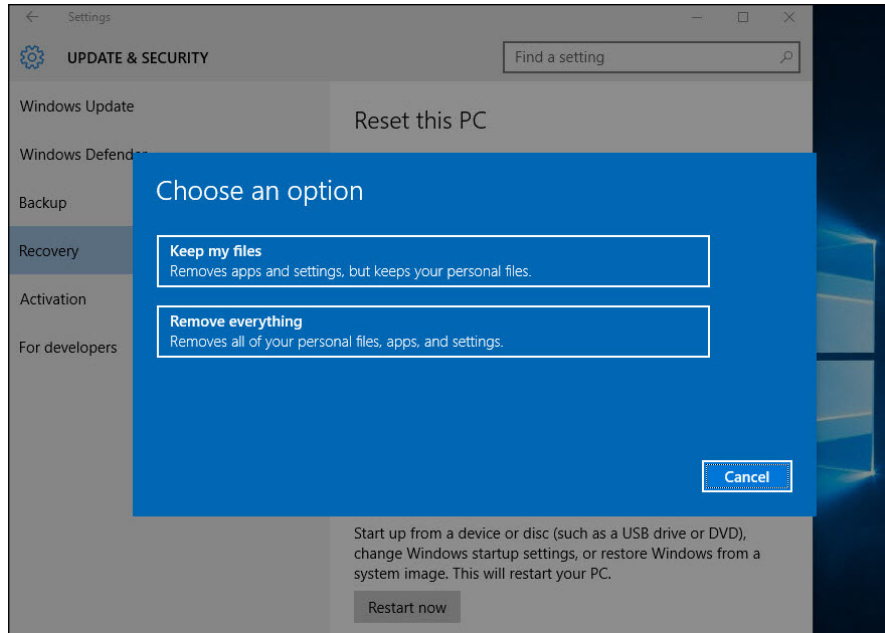 Settings
UPDATE & SECURITY
Find a setting
Windows Update
Reset this PC
Windows Defend
Backup
Recovery
Activation
For developers
Choose an option
Keep my files
Removes apps and settings, but keeps your personal files.
Remove everything
Removes all of your personal files, apps, and settings.
Cancel
Start up from a device or disc (such as a USB drive or DVD),
change Windows startup settings, or restore Windows from a
system image. This will restart your PC.
Restart now